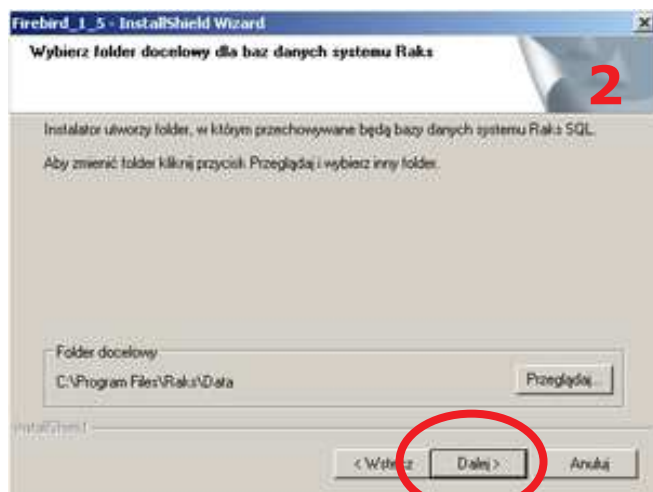 Firebird_1_5 - InstallShield Wizard
Wybierz folder docelowy dla baz danych systemu Raks
2
Instalator utworzy folder, w którym przechowywane będą bazy danych systemu Raks SQL.
Aby zmienić folder kliknij przycisk Przeglądaj i wybierz inny folder.
Folder docelowy
C:\Program Files\Raks\Data
Przeglądaj...
InstallShield
< Wstecz
Dalej >
Anuluj